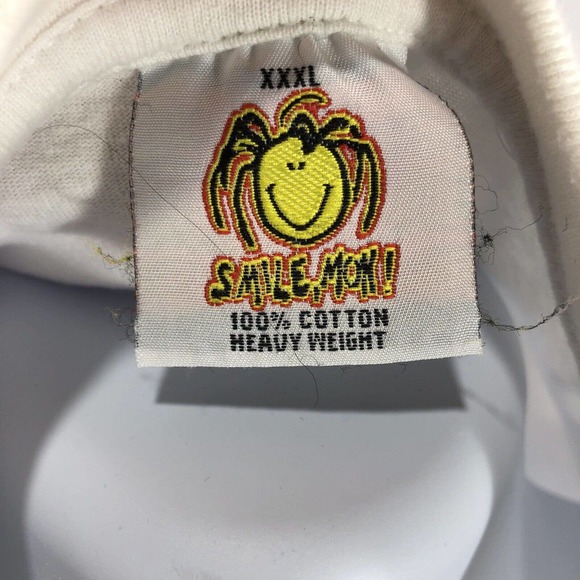 XXXL
SMILE, MON!
100% COTTON
HEAVY WEIGHT